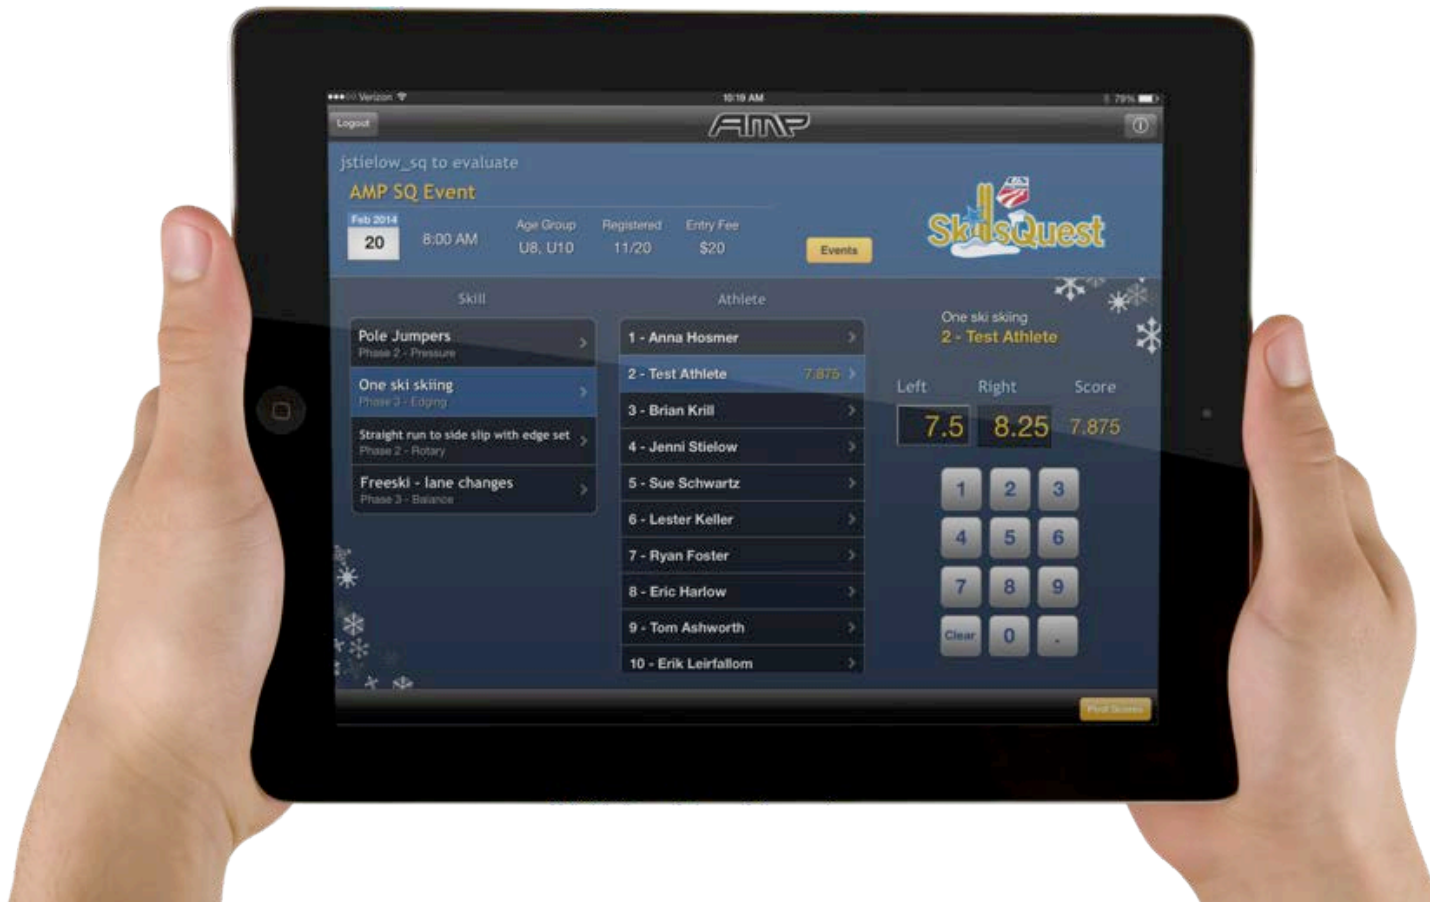 Verizon
10:19 AM
79%
Logout
AMP
jstielow_sq to evaluate
AMP SQ Event
SkillsQuest
Feb 2014
20
8:00 AM
Age Group
U8, U10
Registered
11/20
Entry Fee
$20
Events
Skill
Pole Jumpers
Phase 2 - Pressure
One ski skiing
Phase 3 - Edging
Straight run to side slip with edge set
Phase 2 - Rotary
Freeski - lane changes
Phase 3 - Balance
Athlete
1 - Anna Hosmer
2 - Test Athlete 7.875
3 - Brian Krill
4 - Jenni Stielow
5 - Sue Schwartz
6 - Lester Keller
7 - Ryan Foster
8 - Eric Harlow
9 - Tom Ashworth
10 - Erik Leirfallom
One ski skiing
2 - Test Athlete
Left Right Score
7.5 8.25 7.875
1 2 3
4 5 6
7 8 9
Clear 0 .
Post Scores